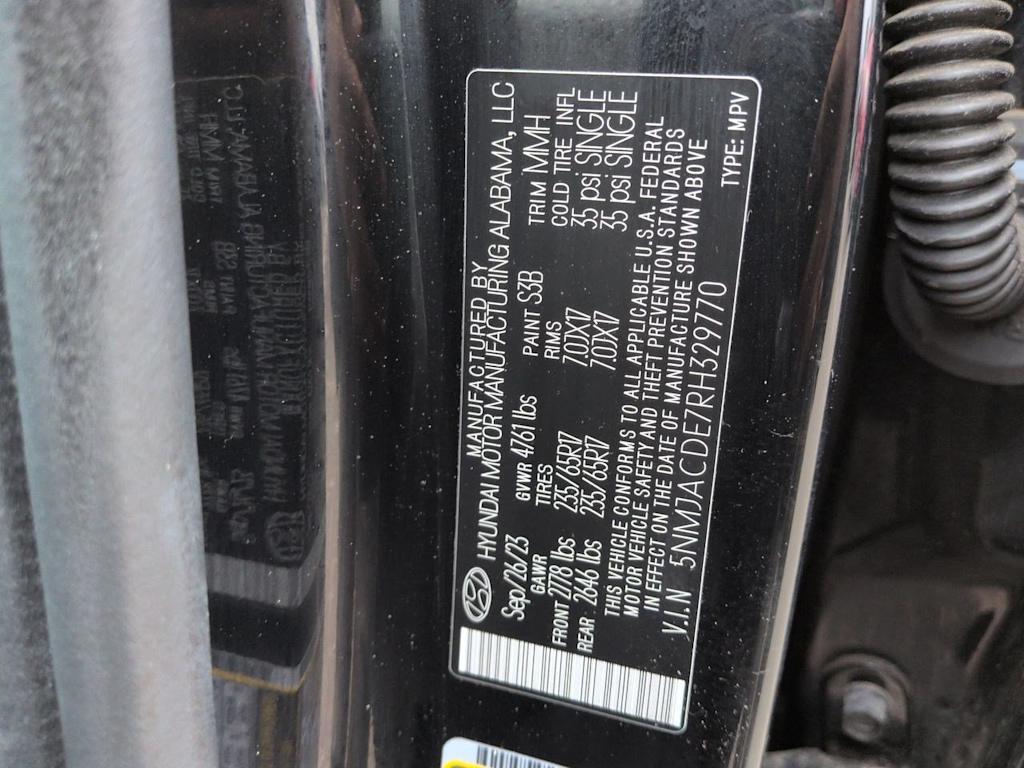 MANUFACTURED BY
HYUNDAI MOTOR MANUFACTURING ALABAMA, LLC
Sep/26/23 GVWR 4761 lbs PAINT S3B TRIM MMH
GAWR TIRES RIMS COLD TIRE INFL
FRONT 2778 lbs 235/65R17 7.0JX17 35 psi SINGLE
REAR 2646 lbs 235/65R17 7.0JX17 35 psi SINGLE
THIS VEHICLE CONFORMS TO ALL APPLICABLE U.S.A. FEDERAL
MOTOR VEHICLE SAFETY AND THEFT PREVENTION STANDARDS
IN EFFECT ON THE DATE OF MANUFACTURE SHOWN ABOVE
V.I.N 5NMJACDE7RH329770 TYPE: MPV